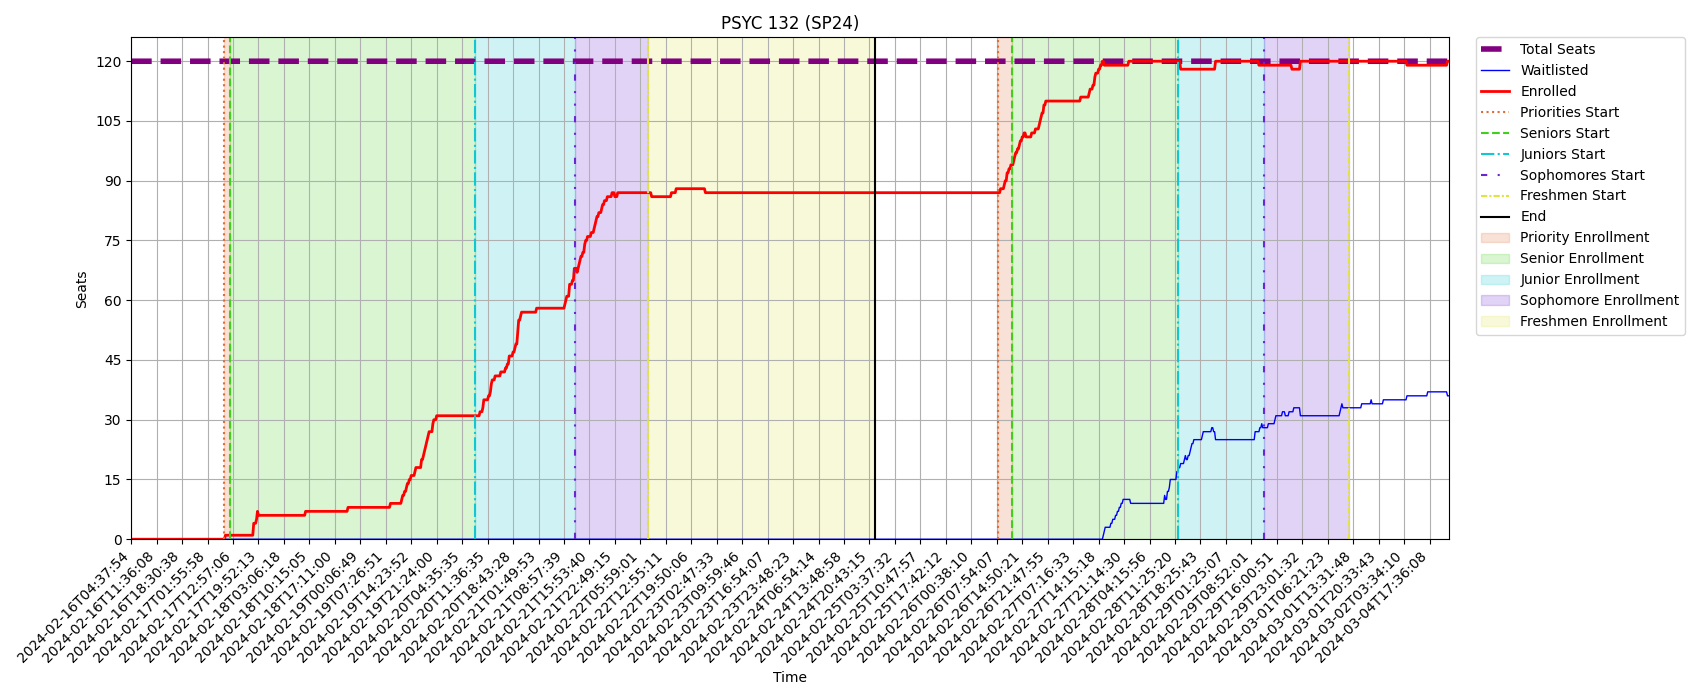 PSYC 132 (SP24)
Seats
120
105
90
75
60
45
30
15
0
2024-02-16T04:37:54
2024-02-16T11:36:08
2024-02-16T18:30:38
2024-02-17T01:55:58
2024-02-17T12:57:06
2024-02-17T19:52:13
2024-02-18T03:06:18
2024-02-18T10:15:05
2024-02-18T17:11:00
2024-02-19T00:06:49
2024-02-19T07:26:51
2024-02-19T14:23:52
2024-02-19T21:24:00
2024-02-20T04:35:35
2024-02-20T11:36:35
2024-02-20T18:43:28
2024-02-21T01:49:53
2024-02-21T08:57:39
2024-02-21T15:53:40
2024-02-21T22:49:15
2024-02-22T05:59:01
2024-02-22T12:55:11
2024-02-22T19:50:06
2024-02-23T02:47:33
2024-02-23T09:59:46
2024-02-23T16:54:07
2024-02-23T23:48:23
2024-02-24T06:54:14
2024-02-24T13:48:58
2024-02-24T20:43:15
2024-02-25T03:37:32
2024-02-25T10:47:57
2024-02-25T17:42:12
2024-02-26T00:38:10
2024-02-26T07:54:07
2024-02-26T14:50:21
2024-02-26T21:47:55
2024-02-27T07:16:33
2024-02-27T14:15:18
2024-02-27T21:14:30
2024-02-28T04:15:56
2024-02-28T11:25:20
2024-02-28T18:25:43
2024-02-29T01:25:07
2024-02-29T08:52:01
2024-02-29T16:00:51
2024-02-29T23:01:32
2024-03-01T06:21:23
2024-03-01T13:31:48
2024-03-01T20:33:43
2024-03-02T03:34:10
2024-03-04T17:36:08
Time
Total Seats
Waitlisted
Enrolled
Priorities Start
Seniors Start
Juniors Start
Sophomores Start
Freshmen Start
End
Priority Enrollment
Senior Enrollment
Junior Enrollment
Sophomore Enrollment
Freshmen Enrollment